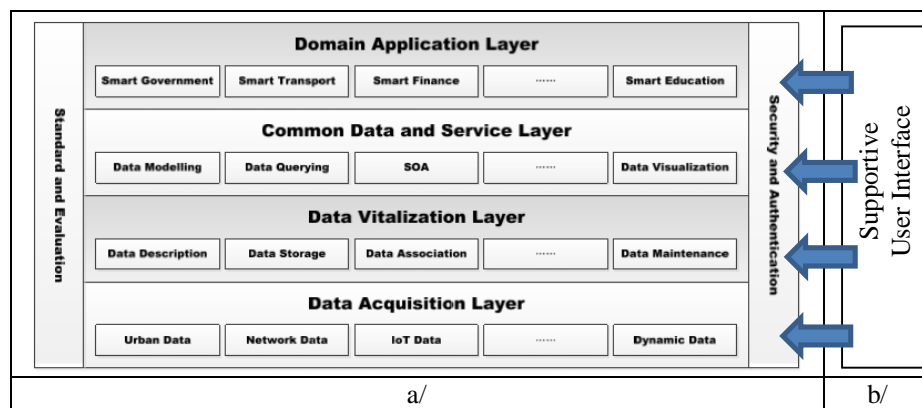 Domain Application Layer
Smart Government Smart Transport Smart Finance ...... Smart Education
Common Data and Service Layer
Data Modelling Data Querying SOA ...... Data Visualization
Data Vitalization Layer
Data Description Data Storage Data Association ...... Data Maintenance
Data Acquisition Layer
Urban Data Network Data IoT Data ...... Dynamic Data
Standard and Evaluation
Security and Authentication
Supportive
User Interface
a/
b/